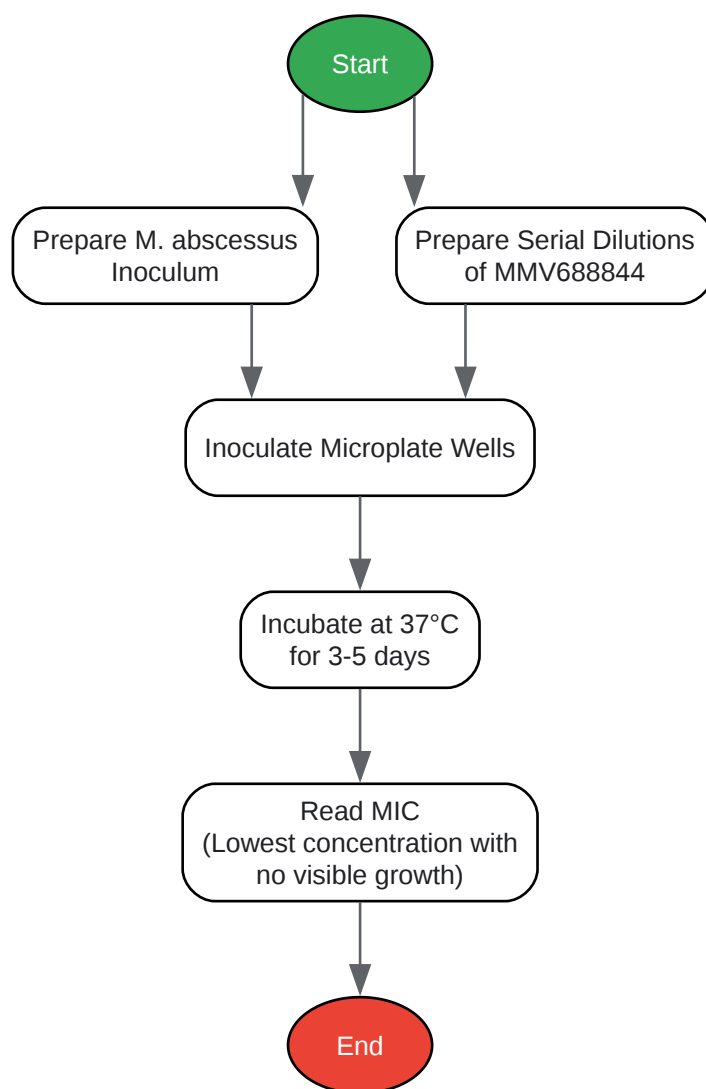 Start
Prepare M. abscessus
Inoculum
Prepare Serial Dilutions
of MMV688844
Inoculate Microplate Wells
Incubate at 37°C
for 3-5 days
Read MIC
(Lowest concentration with
no visible growth)
End